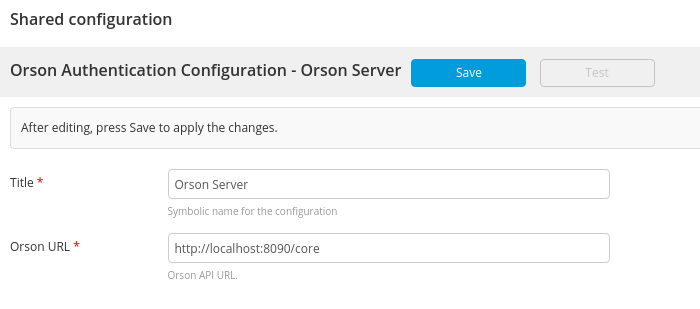 Shared configuration
Orson Authentication Configuration - Orson Server
Save
Test
After editing, press Save to apply the changes.
Title *
Orson Server
Symbolic name for the configuration
Orson URL *
http://localhost:8090/core
Orson API URL.